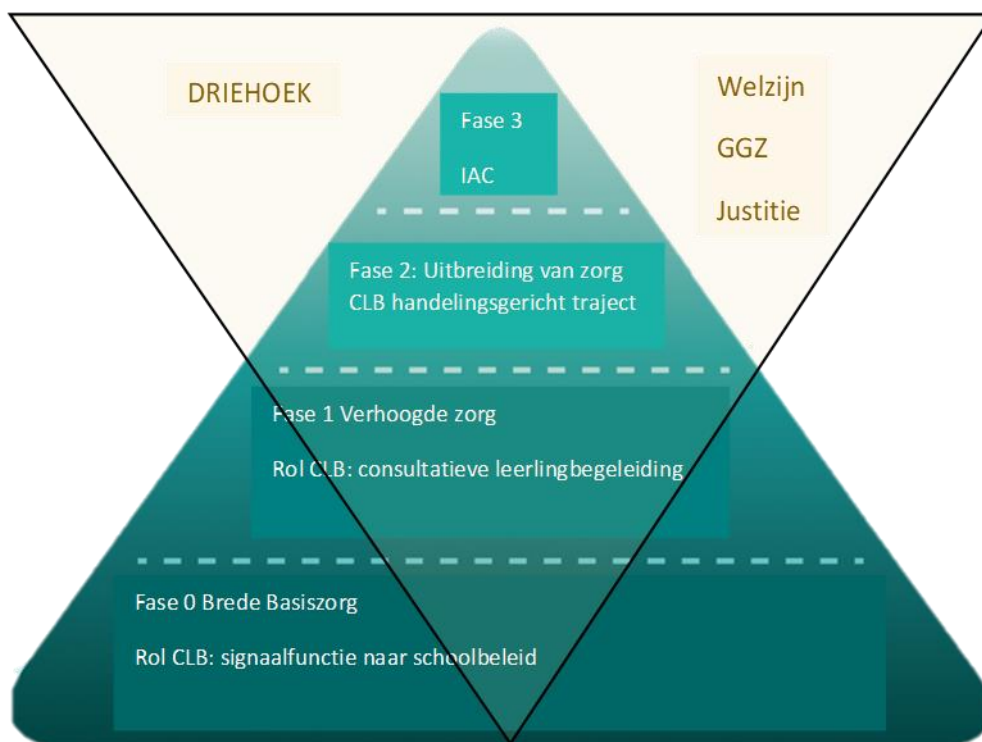 DRIEHOEK
Welzijn
GGZ
Justitie
Fase 3
IAC
Fase 2: Uitbreiding van zorg
CLB handelingsgericht traject
Fase 1 Verhoogde zorg
Rol CLB: consultatieve leerlingbegeleiding
Fase 0 Brede Basiszorg
Rol CLB: signaalfunctie naar schoolbeleid